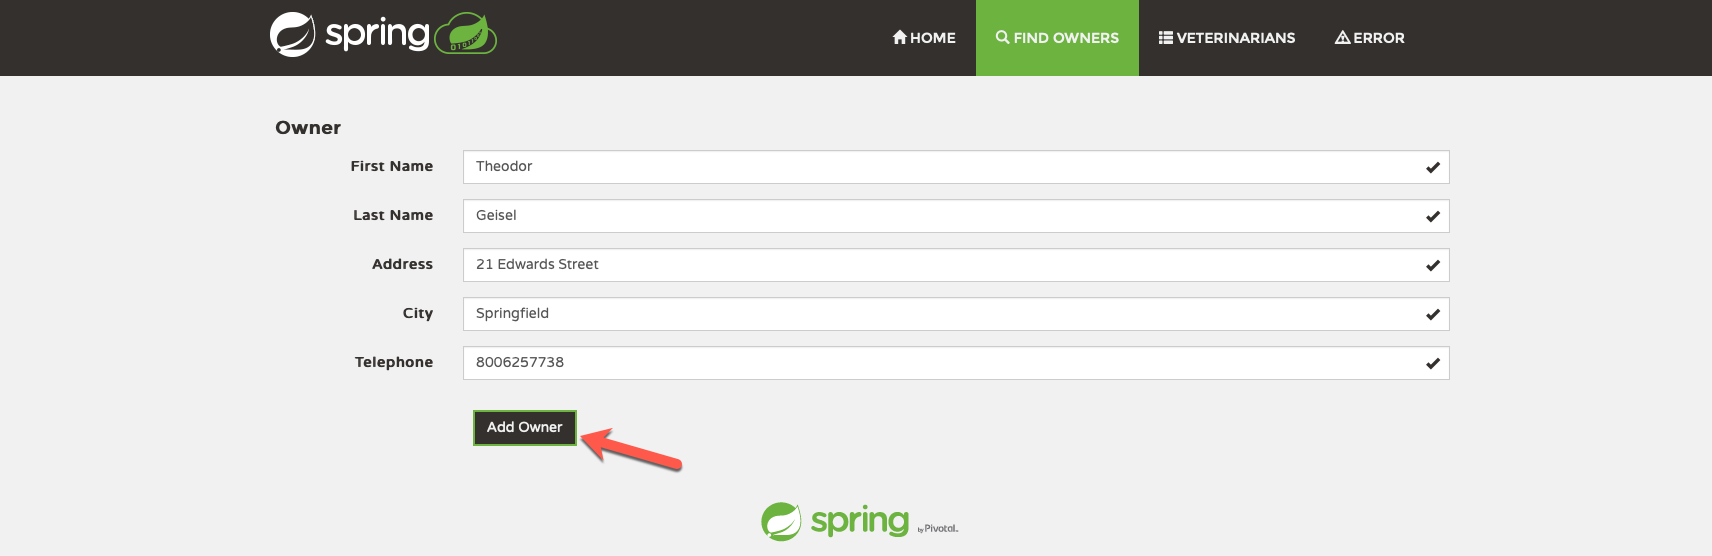 spring
HOME
FIND OWNERS
VETERINARIANS
ERROR
Owner
First Name Theodor
Last Name Geisel
Address 21 Edwards Street
City Springfield
Telephone 8006257738
Add Owner
spring by Pivotal.